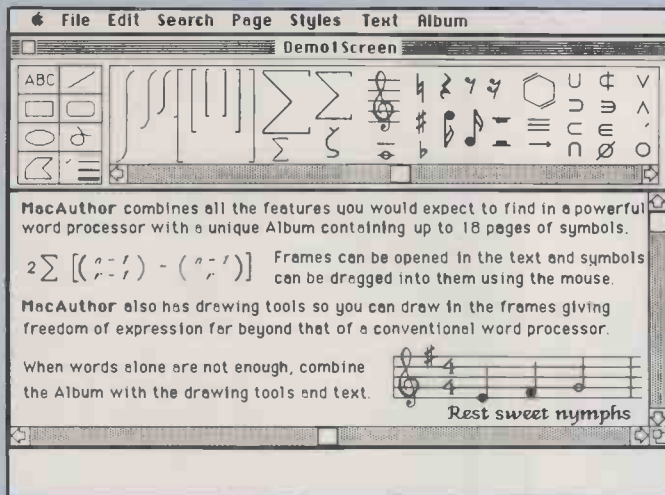 File Edit Search Page Styles Text Album
Demo1Screen
ABC
MacAuthor combines all the features you would expect to find in a powerful
word processor with a unique Album containing up to 18 pages of symbols.
Frames can be opened in the text and symbols
can be dragged into them using the mouse.
MacAuthor also has drawing tools so you can draw in the frames giving
freedom of expression far beyond that of a conventional word processor.
When words alone are not enough, combine
the Album with the drawing tools and text.
Rest sweet nymphs